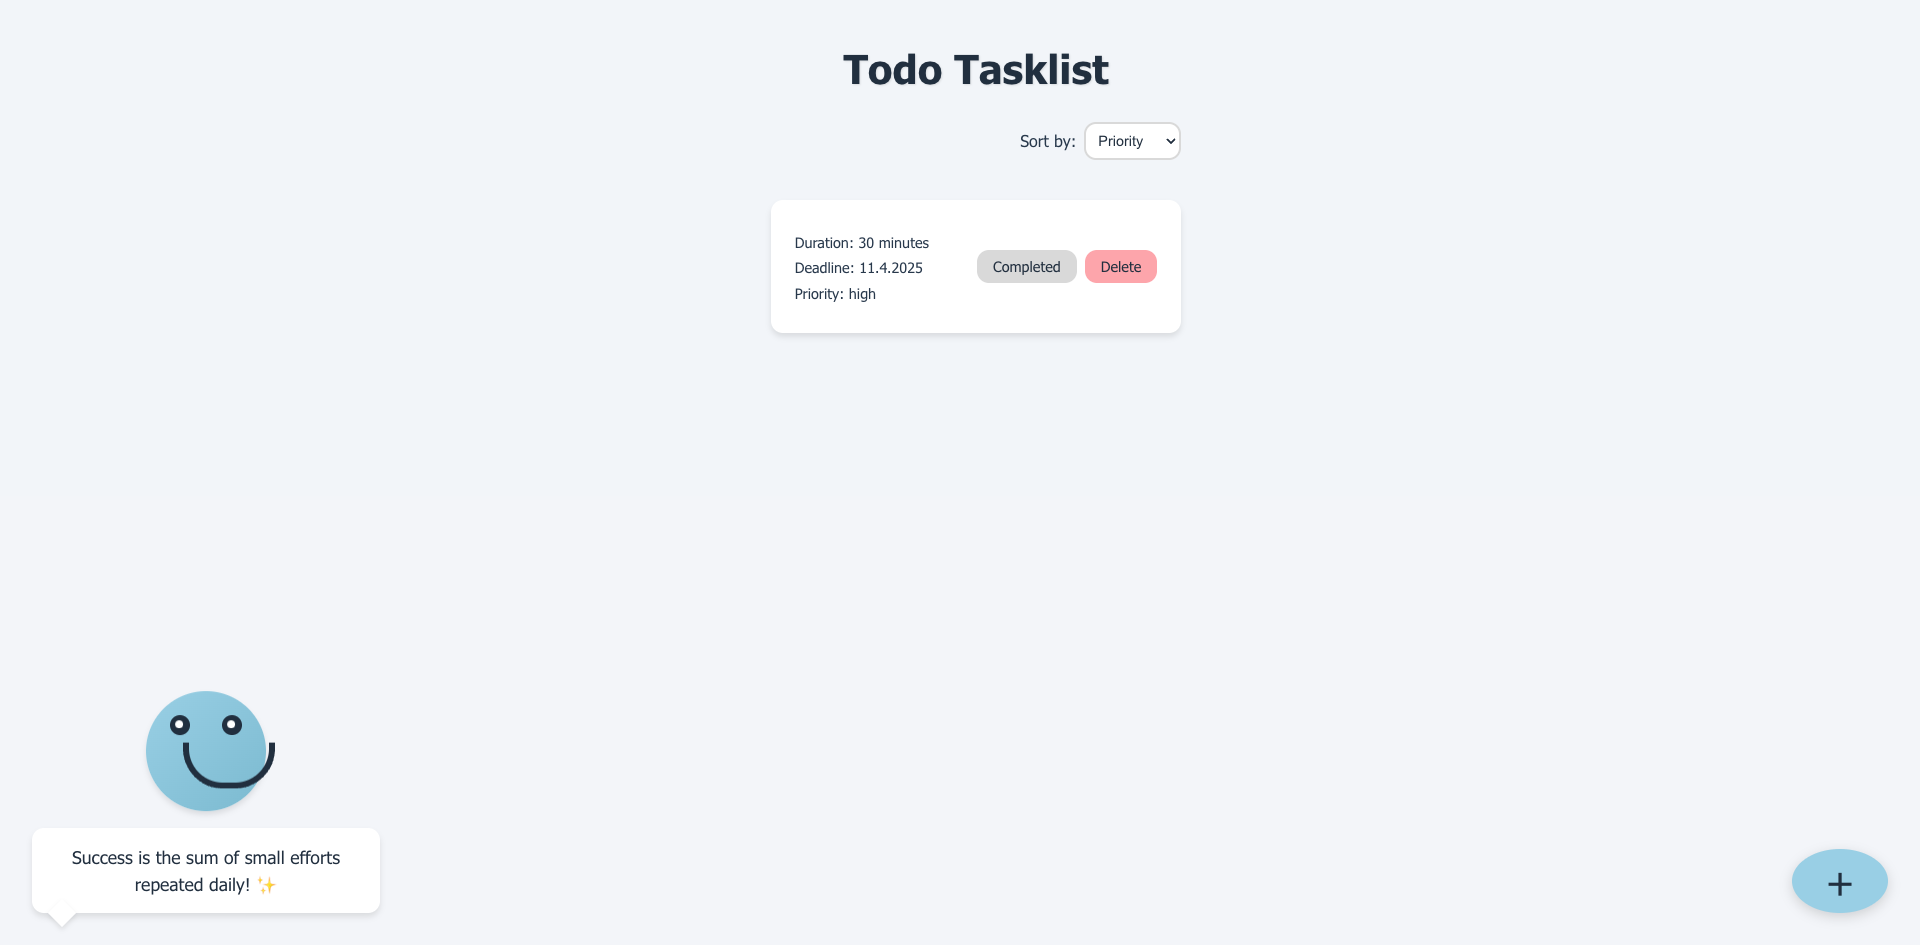 Todo Tasklist
Sort by: Priority
Duration: 30 minutes
Deadline: 11.4.2025
Priority: high
Completed
Delete
Success is the sum of small efforts
repeated daily! ✨
+